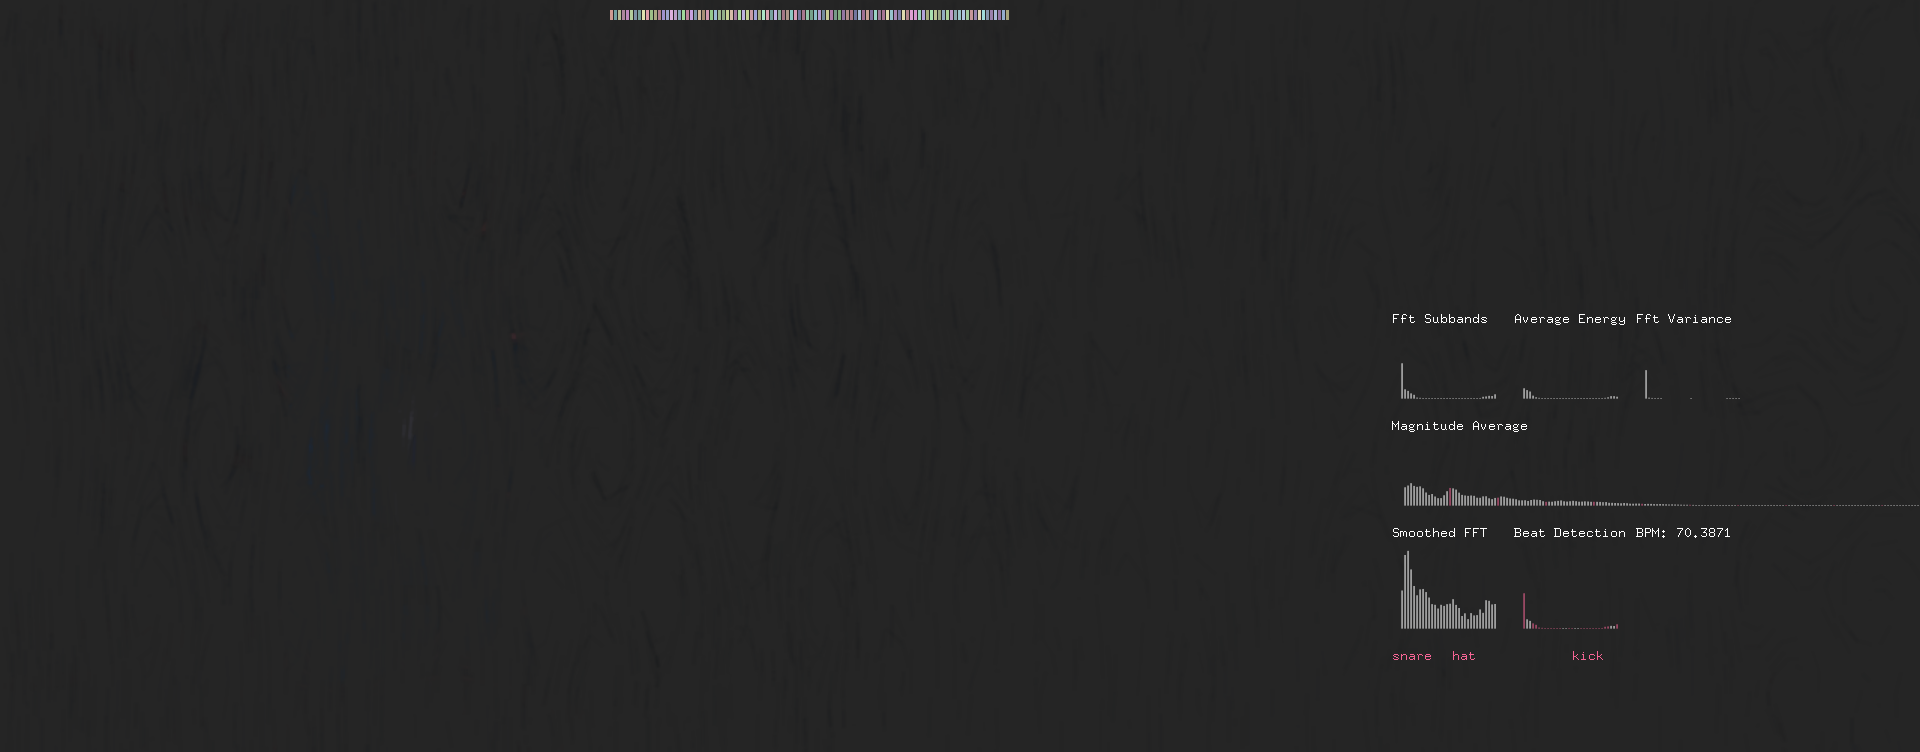 Fft Subbands Average Energy Fft Variance
Magnitude Average
Smoothed FFT Beat Detection BPM: 70.3871
snare hat kick